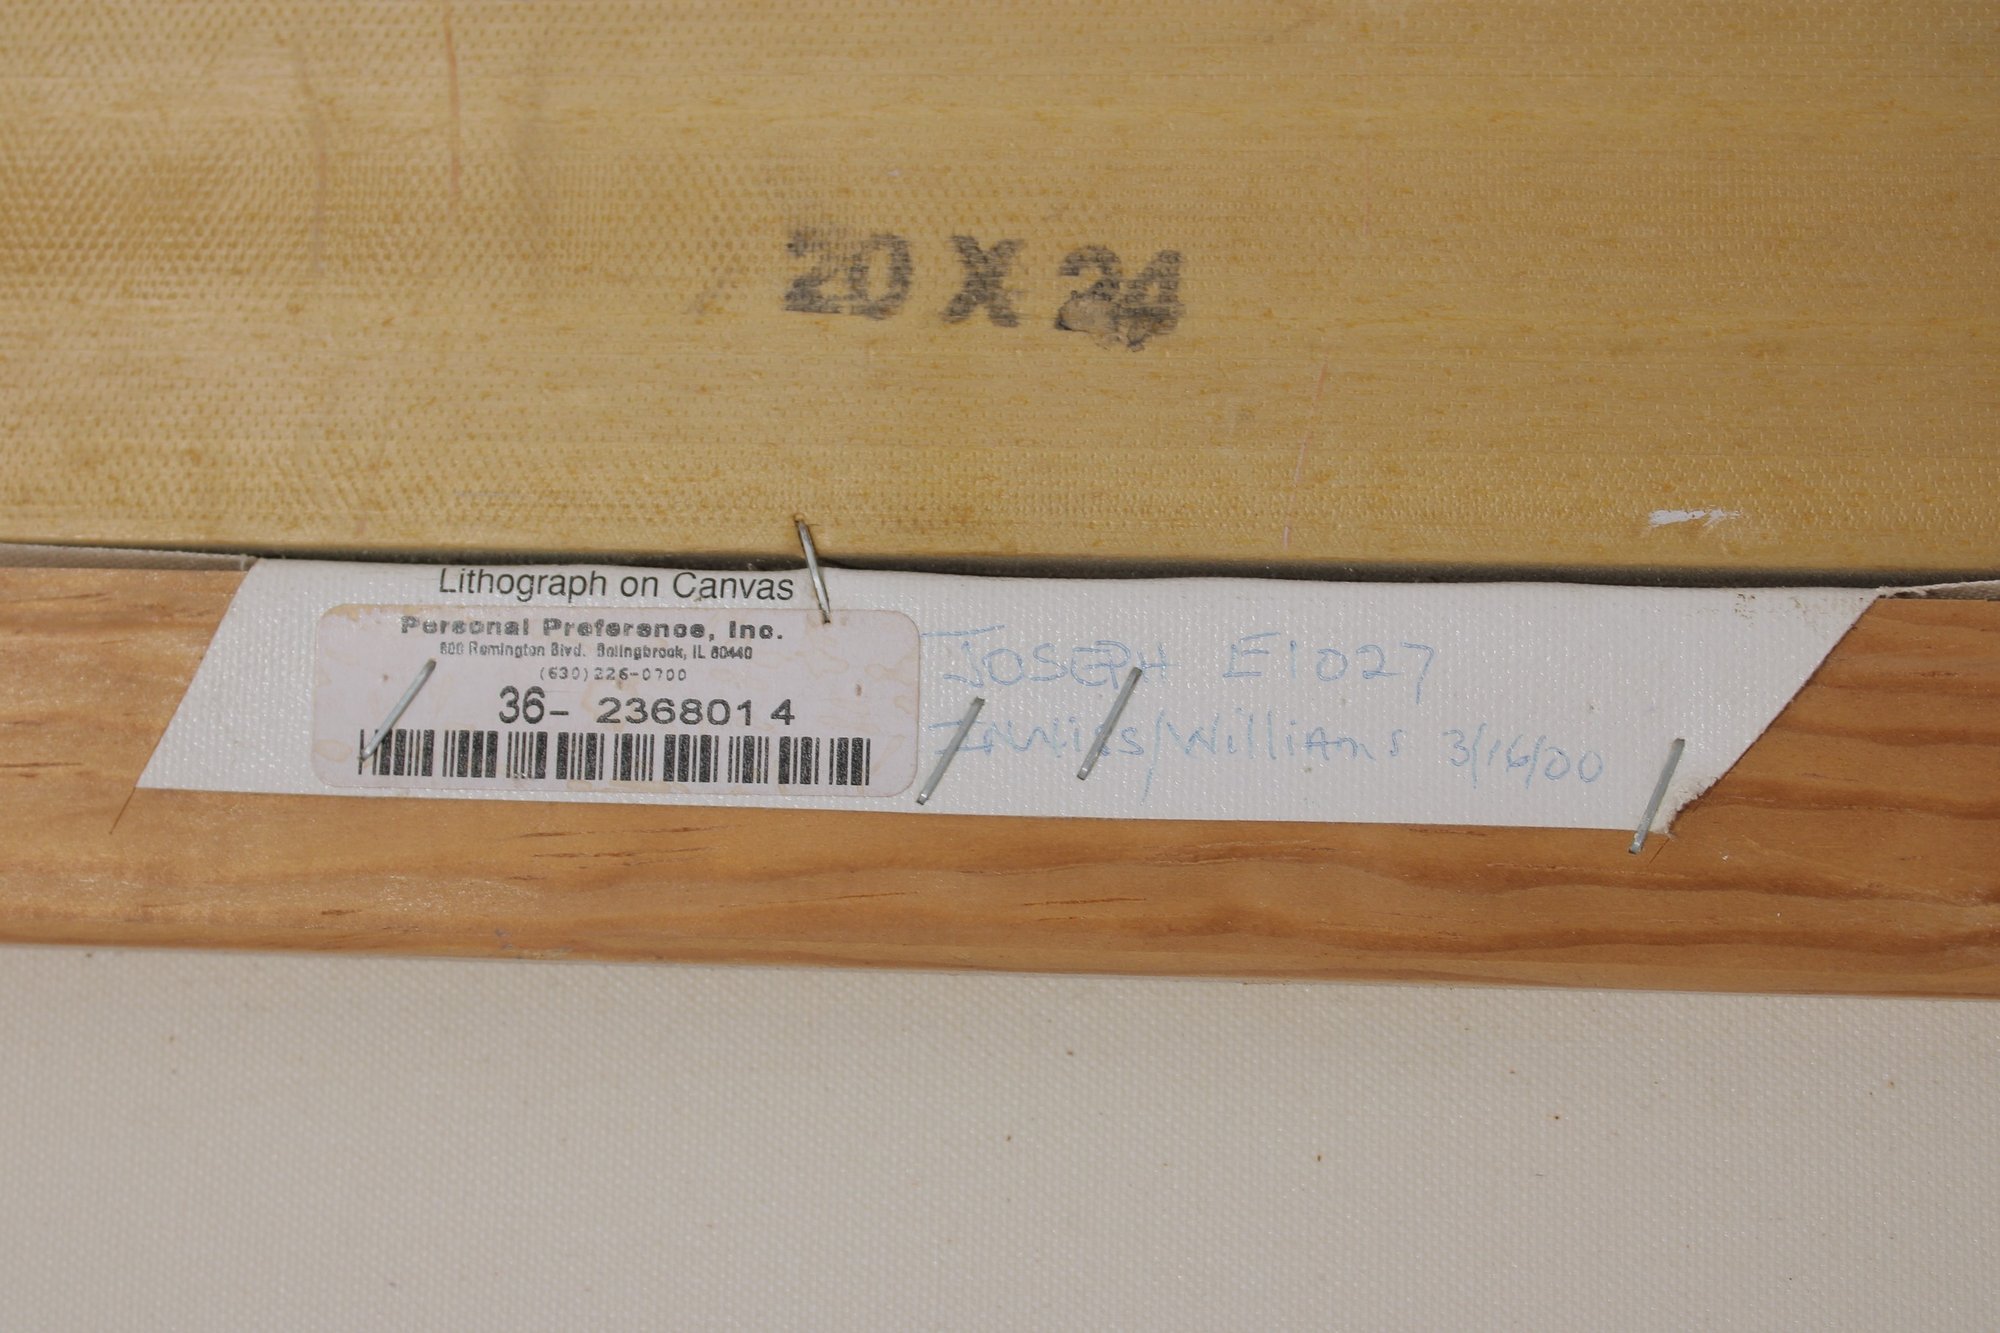 20 X 24
Lithograph on Canvas
Personal Preference, Inc.
600 Remington Blvd. Bolingbrook, IL 60440
(630)226-0700
36- 2368014
JOSEPH E1027
/Williams 3/16/00